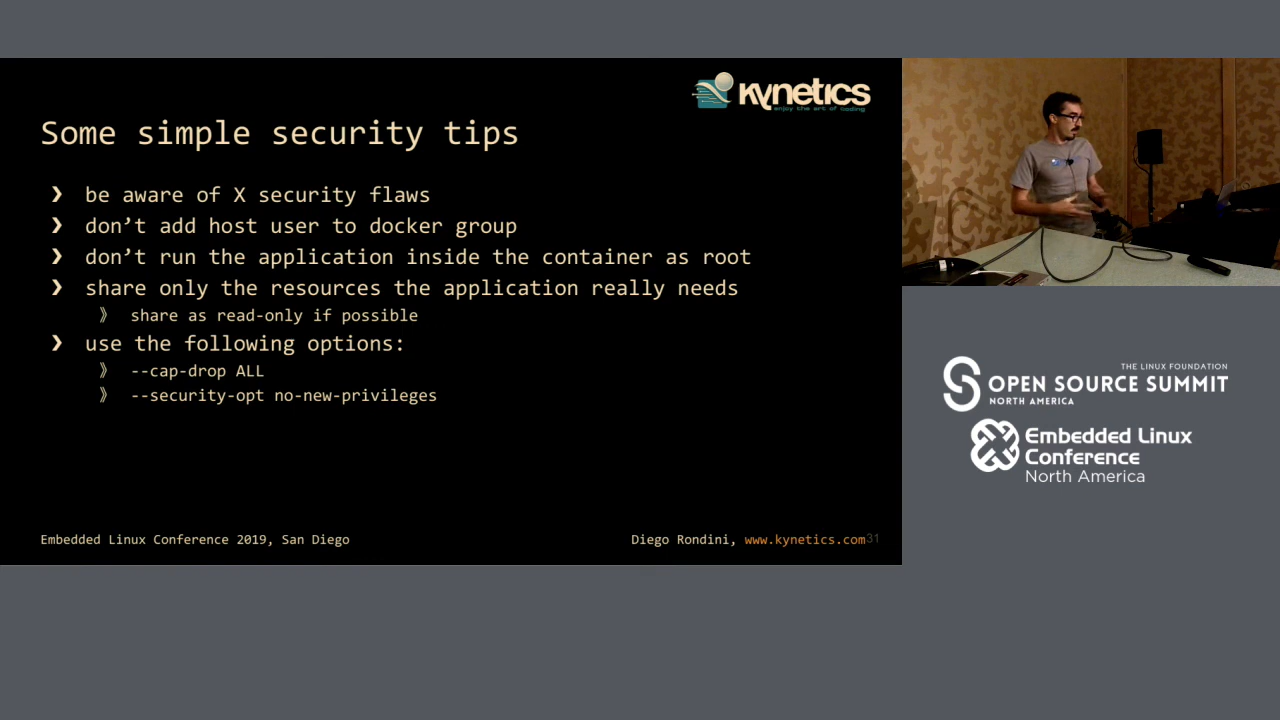 kynetics
enjoy the art of coding
Some simple security tips
❯ be aware of X security flaws
❯ don’t add host user to docker group
❯ don’t run the application inside the container as root
❯ share only the resources the application really needs
》 share as read-only if possible
❯ use the following options:
》 --cap-drop ALL
》 --security-opt no-new-privileges
Embedded Linux Conference 2019, San Diego
Diego Rondini, www.kynetics.com 31
THE LINUX FOUNDATION
OPEN SOURCE SUMMIT
NORTH AMERICA
Embedded Linux
Conference
North America